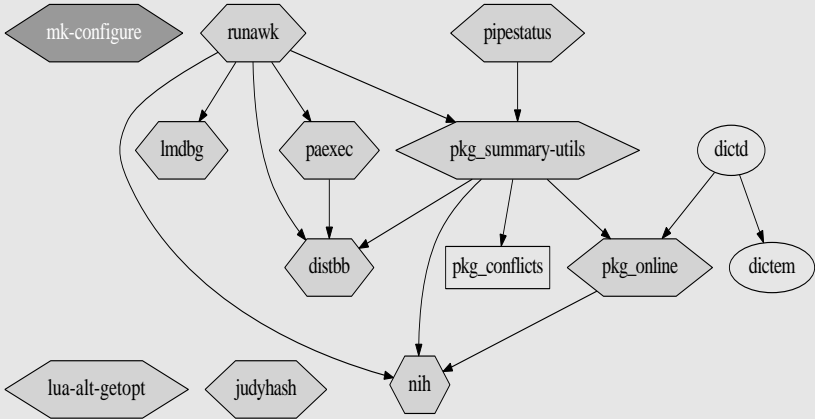 mk-configure
runawk
pipestatus
lmdbg
paexec
pkg_summary-utils
dictd
distbb
pkg_conflicts
pkg_online
dictem
lua-alt-getopt
judyhash
nih